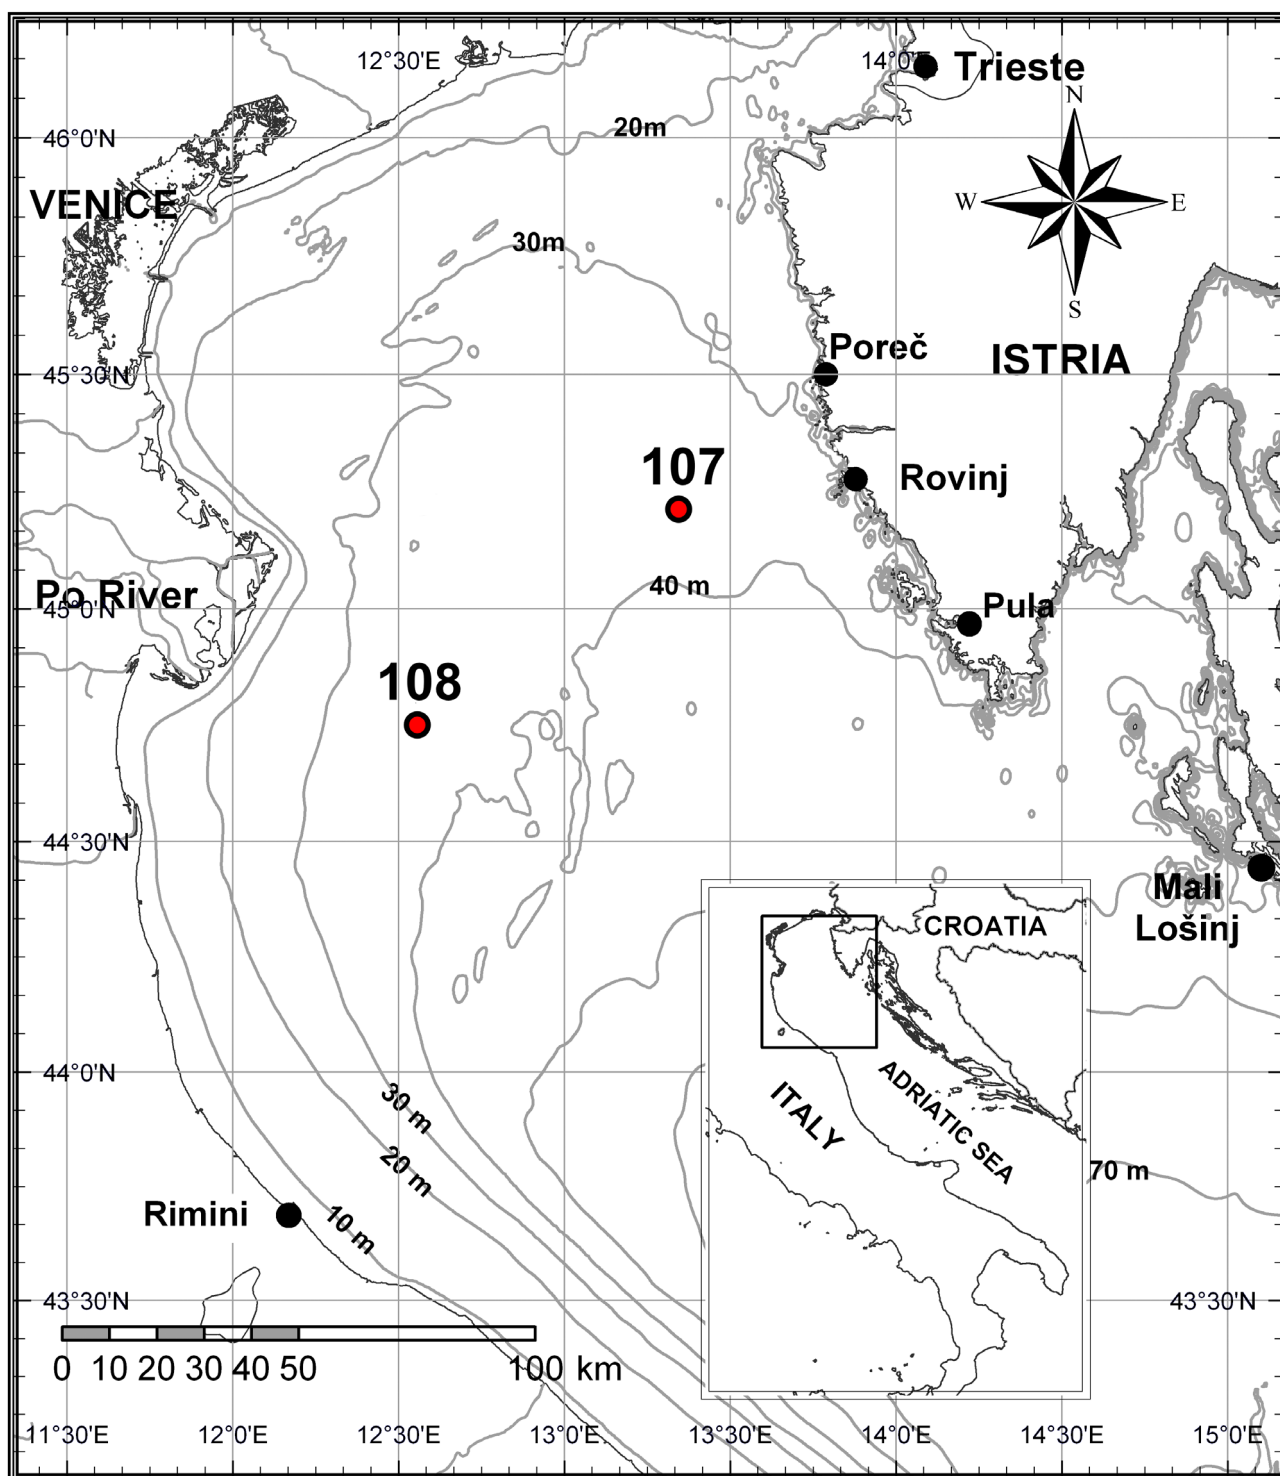 12°30'E
14°0'E
Trieste
N
46°0'N
20m
VENICE
W
E
30m
S
Poreč
ISTRIA
45°30'N
107
Rovinj
40 m
Po River
45°0'N
Pula
108
44°30'N
Mali
Lošinj
CROATIA
44°0'N
30 m
ITALY
ADRIATIC SEA
20 m
70 m
Rimini
10 m
43°30'N
43°30'N
0 10 20 30 40 50 100 km
11°30'E 12°0'E 12°30'E 13°0'E 13°30'E 14°0'E 14°30'E 15°0'E